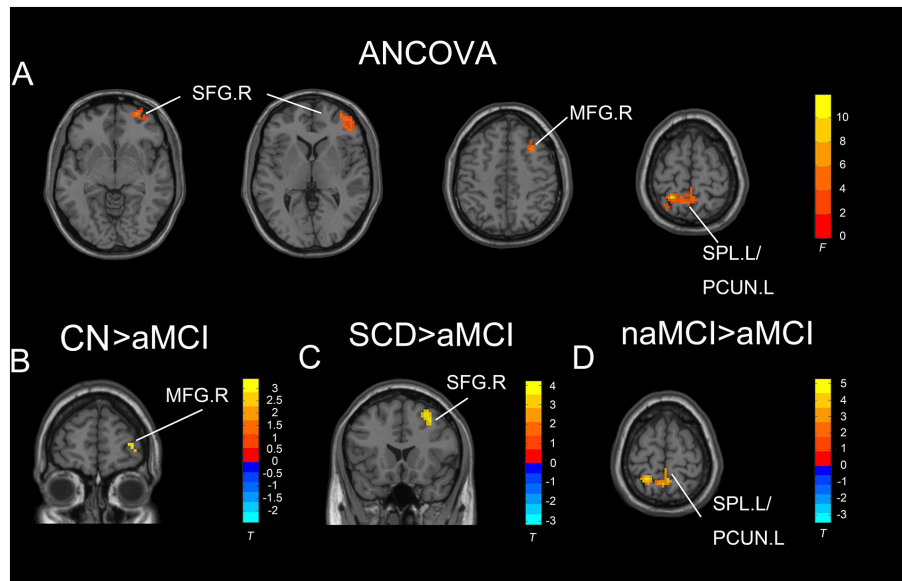 ANCOVA
A
SFG.R
MFG.R
SPL.L/
PCUN.L
10
8
6
4
2
0
F
CN>aMCI
B
MFG.R
3
2.5
2
1.5
1
0.5
0
-0.5
-1
-1.5
-2
T
SCD>aMCI
C
SFG.R
4
3
2
1
0
-1
-2
-3
T
naMCI>aMCI
D
SPL.L/
PCUN.L
5
4
3
2
1
0
-1
-2
-3
T